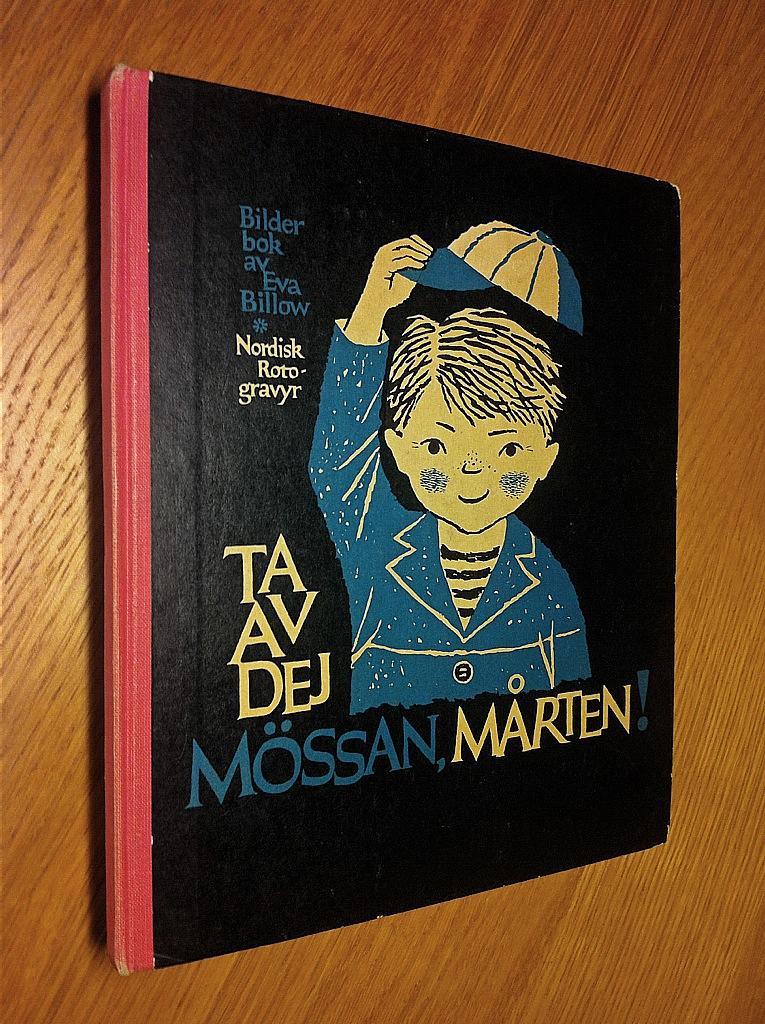 Bilder
bok
av
Eva
Billow
*
Nordisk
Roto-
gravyr
TA
AV
DEJ
MÖSSAN, MÅRTEN!